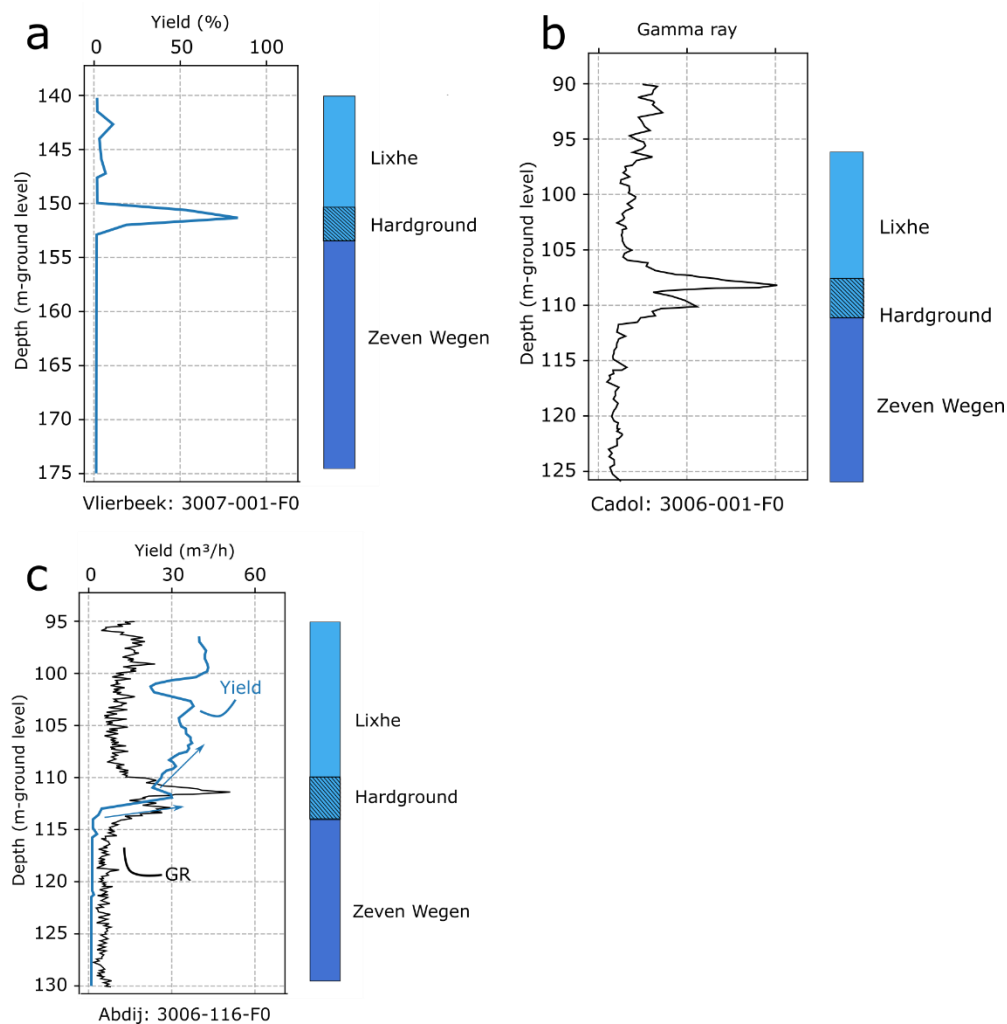 a
Yield (%)
0 50 100
Depth (m-ground level)
140
145
150
155
160
165
170
175
Lixhe
Hardground
Zeven Wegen
Vlierbeek: 3007-001-F0
b
Gamma ray
Depth (m-ground level)
90
95
100
105
110
115
120
125
Lixhe
Hardground
Zeven Wegen
Cadol: 3006-001-F0
c
Yield (m³/h)
0 30 60
Depth (m-ground level)
95
100
105
110
115
120
125
130
Yield
GR
Lixhe
Hardground
Zeven Wegen
Abdij: 3006-116-F0